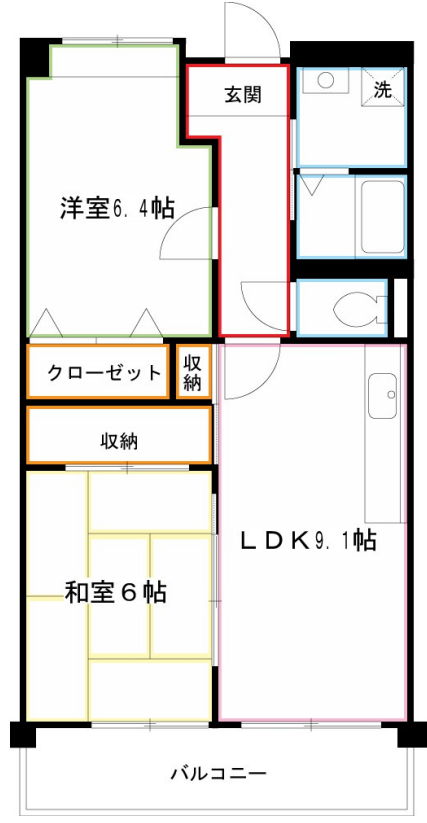 玄関
洗
洋室6.4帖
クローゼット
収納
収納
LDK9.1帖
和室6帖
バルコニー